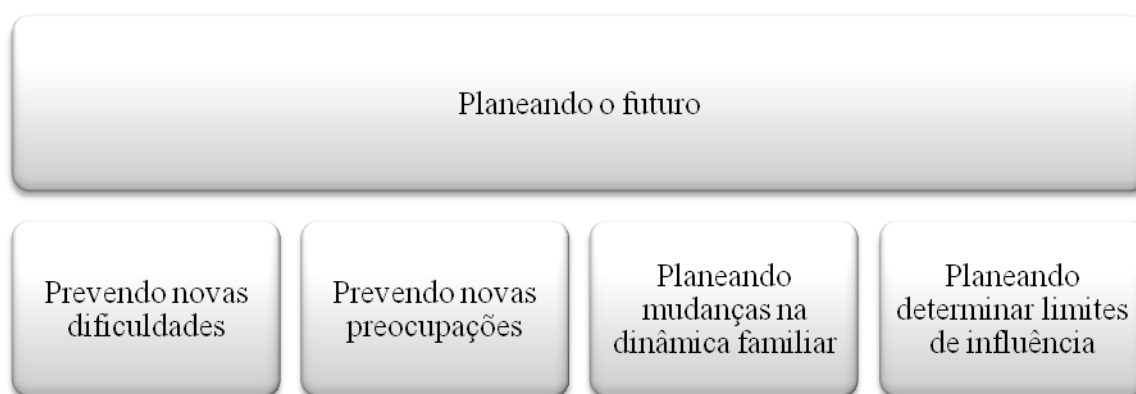 Planeando o futuro
Prevendo novas
dificuldades
Prevendo novas
preocupações
Planeando
mudanças na
dinâmica familiar
Planeando
determinar limites
de influência